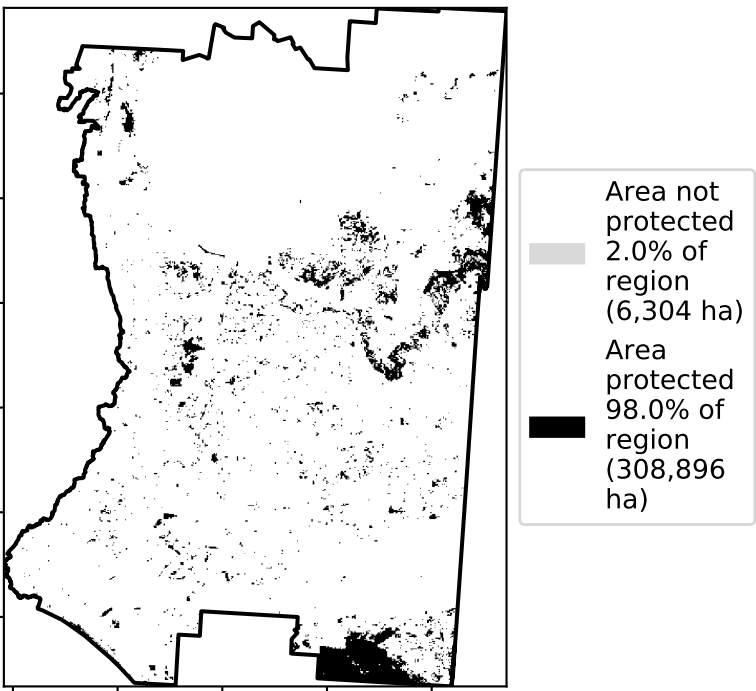 Area not
protected
2.0% of
region
(6,304 ha)
Area
protected
98.0% of
region
(308,896
ha)